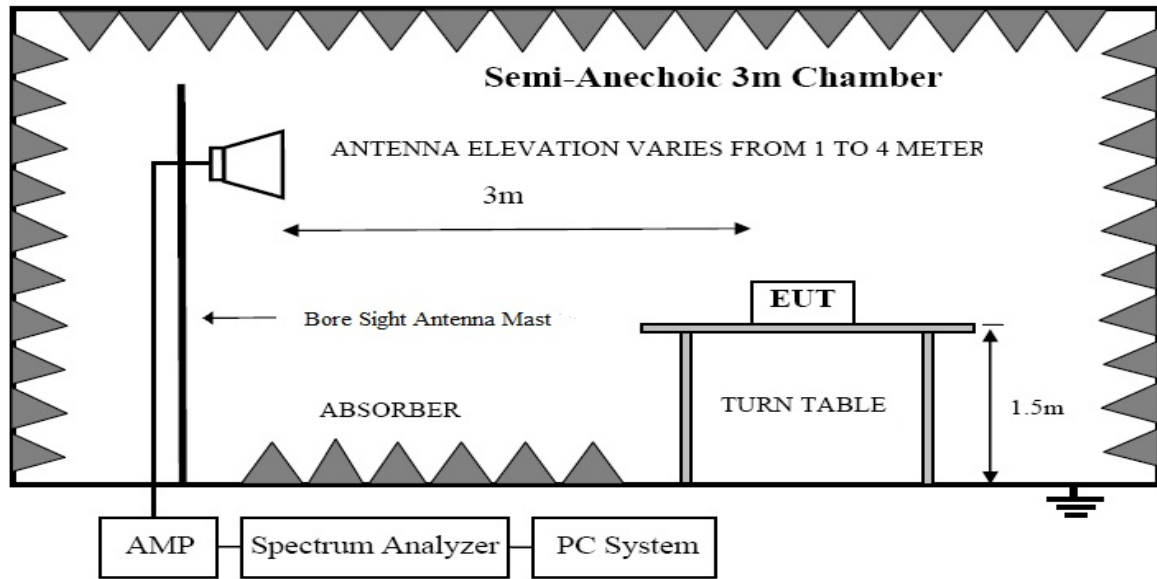 Semi-Anechoic 3m Chamber
ANTENNA ELEVATION VARIES FROM 1 TO 4 METER
3m
EUT
Bore Sight Antenna Mast
ABSORBER
TURN TABLE
1.5m
AMP
Spectrum Analyzer
PC System